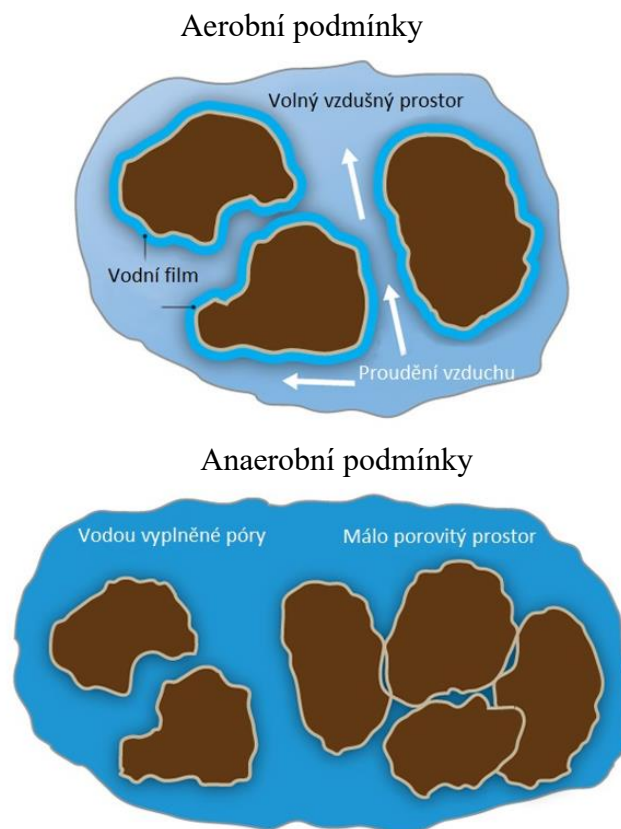 Aerobní podmínky
Volný vzdušný prostor
Vodní film
Proudění vzduchu
Anaerobní podmínky
Vodou vyplněné póry
Málo porovitý prostor